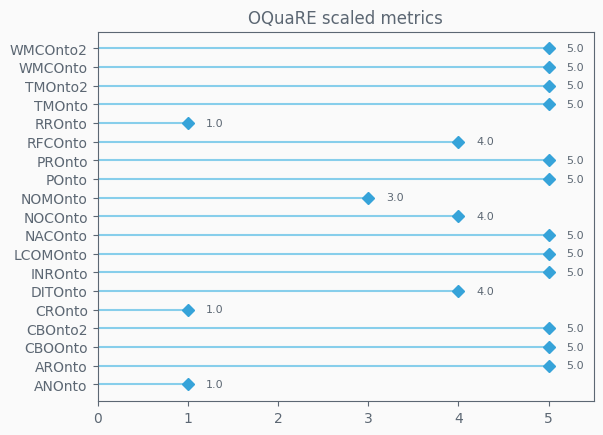 OQuaRE scaled metrics
WMCOnto2 5.0
WMCOnto 5.0
TMOnto2 5.0
TMOnto 5.0
RROnto 1.0
RFCOnto 4.0
PROnto 5.0
POnto 5.0
NOMOnto 3.0
NOCOnto 4.0
NACOnto 5.0
LCOMOnto 5.0
INROnto 5.0
DITOnto 4.0
CROnto 1.0
CBOnto2 5.0
CBOOnto 5.0
AROnto 5.0
ANOnto 1.0
0 1 2 3 4 5